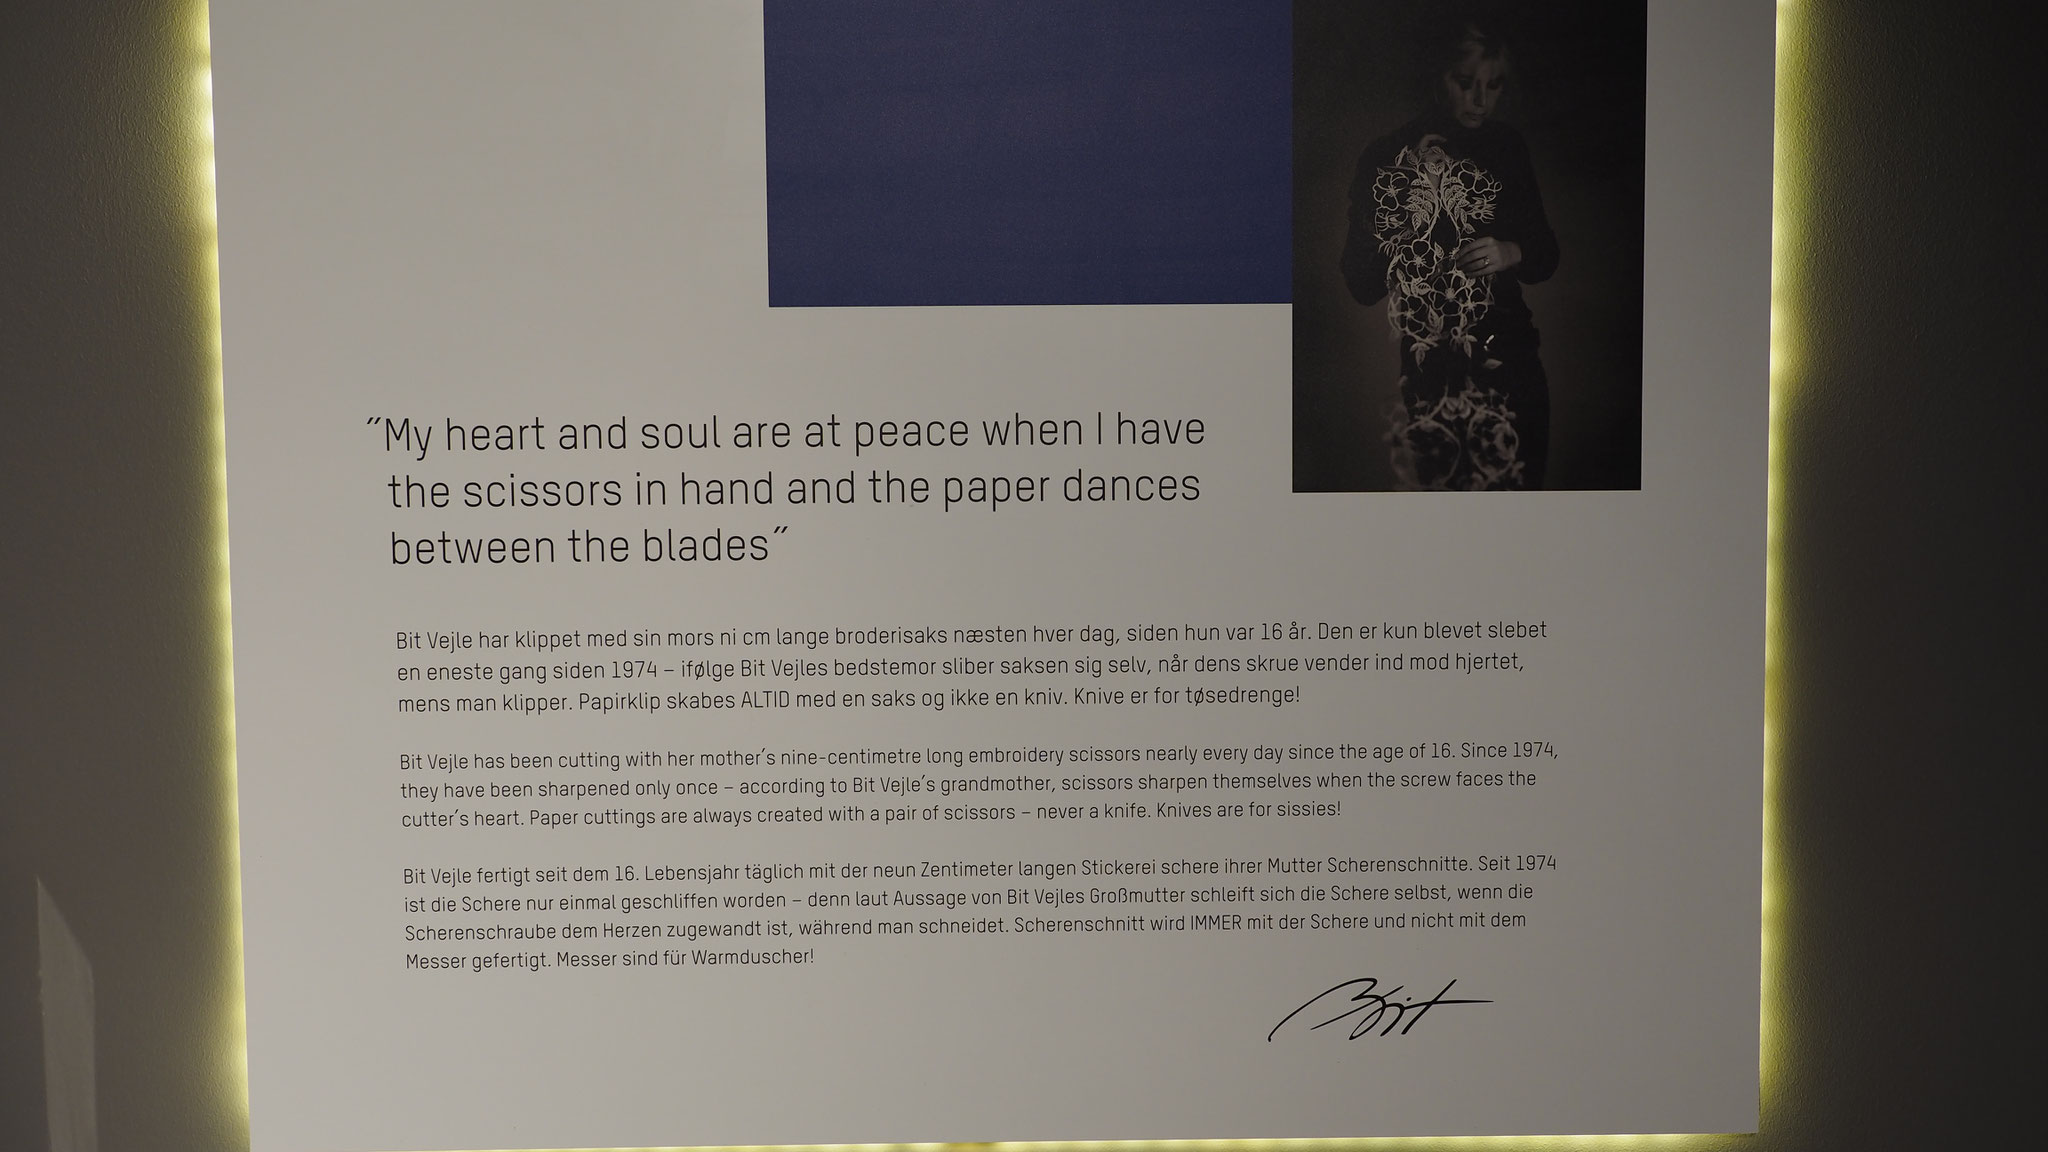 ˝My heart and soul are at peace when I have
the scissors in hand and the paper dances
between the blades˝
Bit Vejle har klippet med sin mors ni cm lange broderisaks næsten hver dag, siden hun var 16 år. Den er kun blevet slebet
en eneste gang siden 1974 – ifølge Bit Vejles bedstemor sliber saksen sig selv, når dens skrue vender ind mod hjertet,
mens man klipper. Papirklip skabes ALTID med en saks og ikke en kniv. Knive er for tøsedrenge!
Bit Vejle has been cutting with her mother's nine-centimetre long embroidery scissors nearly every day since the age of 16. Since 1974,
they have been sharpened only once – according to Bit Vejle's grandmother, scissors sharpen themselves when the screw faces the
cutter's heart. Paper cuttings are always created with a pair of scissors – never a knife. Knives are for sissies!
Bit Vejle fertigt seit dem 16. Lebensjahr täglich mit der neun Zentimeter langen Stickerei schere ihrer Mutter Scherenschnitte. Seit 1974
ist die Schere nur einmal geschliffen worden – denn laut Aussage von Bit Vejles Großmutter schleift sich die Schere selbst, wenn die
Scherenschraube dem Herzen zugewandt ist, während man schneidet. Scherenschnitt wird IMMER mit der Schere und nicht mit dem
Messer gefertigt. Messer sind für Warmduscher!
Bit